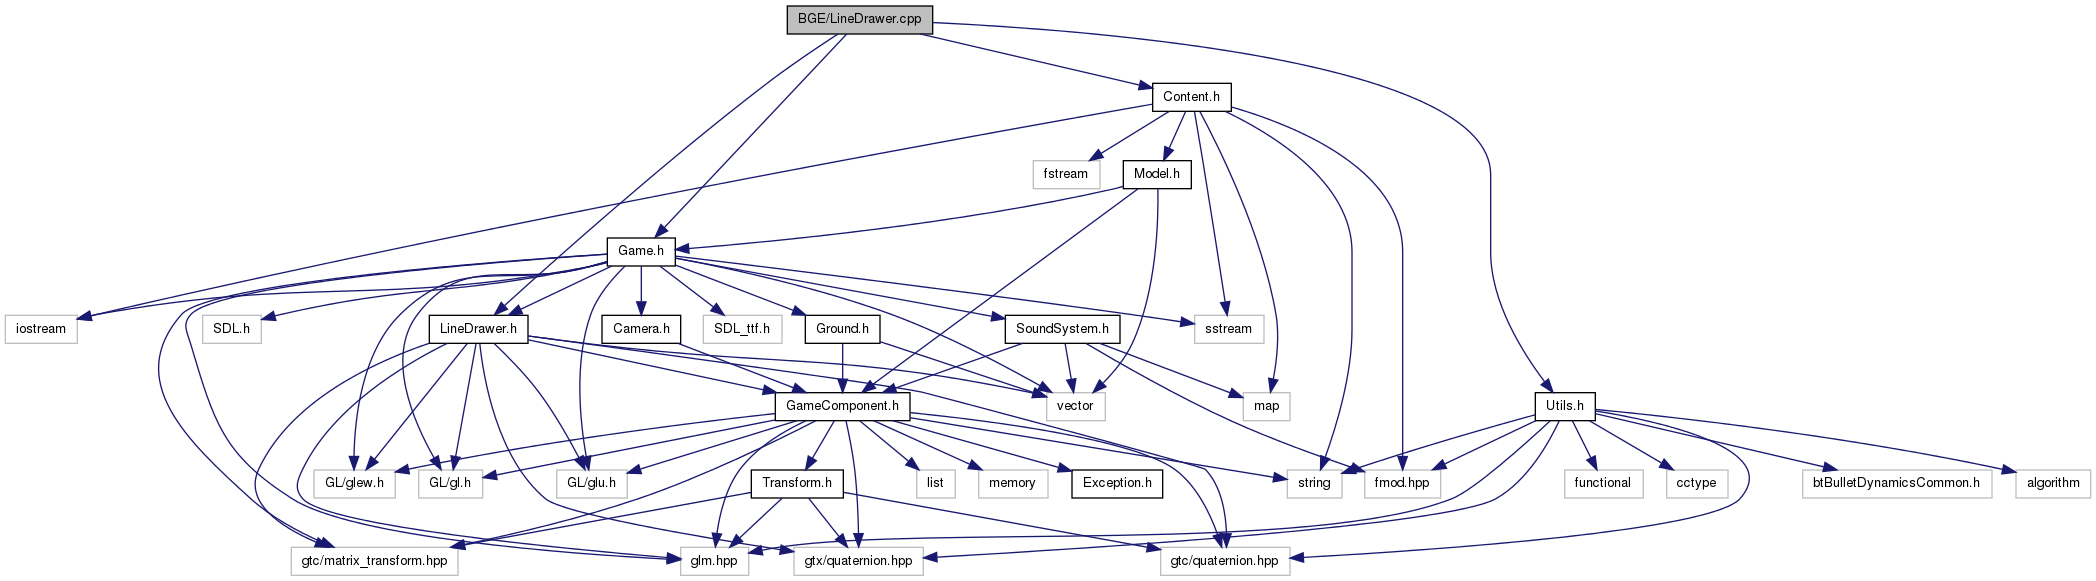 BGE/LineDrawer.cpp
Content.h
fstream
Model.h
Game.h
iostream
SDL.h
LineDrawer.h
Camera.h
SDL_ttf.h
Ground.h
SoundSystem.h
sstream
GameComponent.h
vector
map
Utils.h
GL/glew.h
GL/gl.h
GL/glu.h
Transform.h
list
memory
Exception.h
string
fmod.hpp
functional
cctype
btBulletDynamicsCommon.h
algorithm
gtc/matrix_transform.hpp
glm.hpp
gtx/quaternion.hpp
gtc/quaternion.hpp